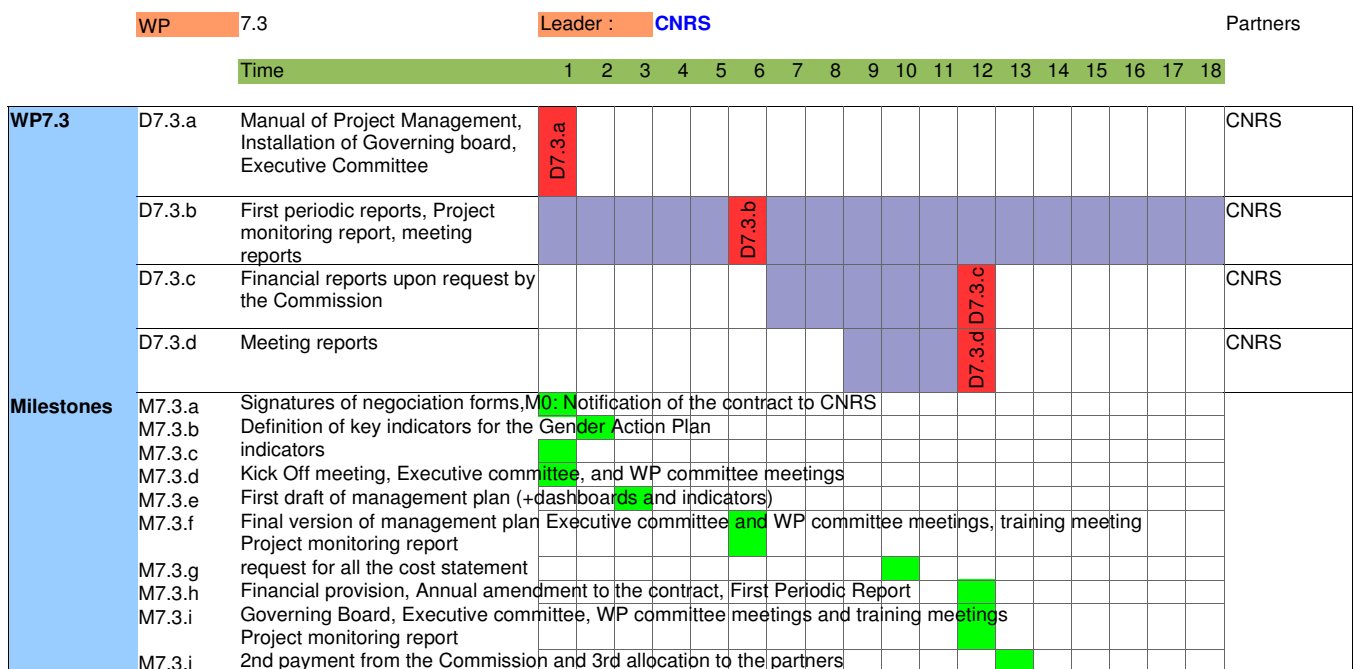 WP 7.3 Leader : CNRS Partners
Time 1 2 3 4 5 6 7 8 9 10 11 12 13 14 15 16 17 18
WP7.3 D7.3.a Manual of Project Management, D7.3.a CNRS
Installation of Governing board,
Executive Committee
D7.3.b First periodic reports, Project D7.3.b CNRS
monitoring report, meeting
reports
D7.3.c Financial reports upon request by D7.3.c CNRS
the Commission
D7.3.d Meeting reports D7.3.d CNRS
Milestones M7.3.a Signatures of negociation forms,M0: Notification of the contract to CNRS
M7.3.b Definition of key indicators for the Gender Action Plan
M7.3.c indicators
M7.3.d Kick Off meeting, Executive committee, and WP committee meetings
M7.3.e First draft of management plan (+dashboards and indicators)
M7.3.f Final version of management plan Executive committee and WP committee meetings, training meeting
Project monitoring report
M7.3.g request for all the cost statement
M7.3.h Financial provision, Annual amendment to the contract, First Periodic Report
M7.3.i Governing Board, Executive committee, WP committee meetings and training meetings
Project monitoring report
M7.3.j 2nd payment from the Commission and 3rd allocation to the partners